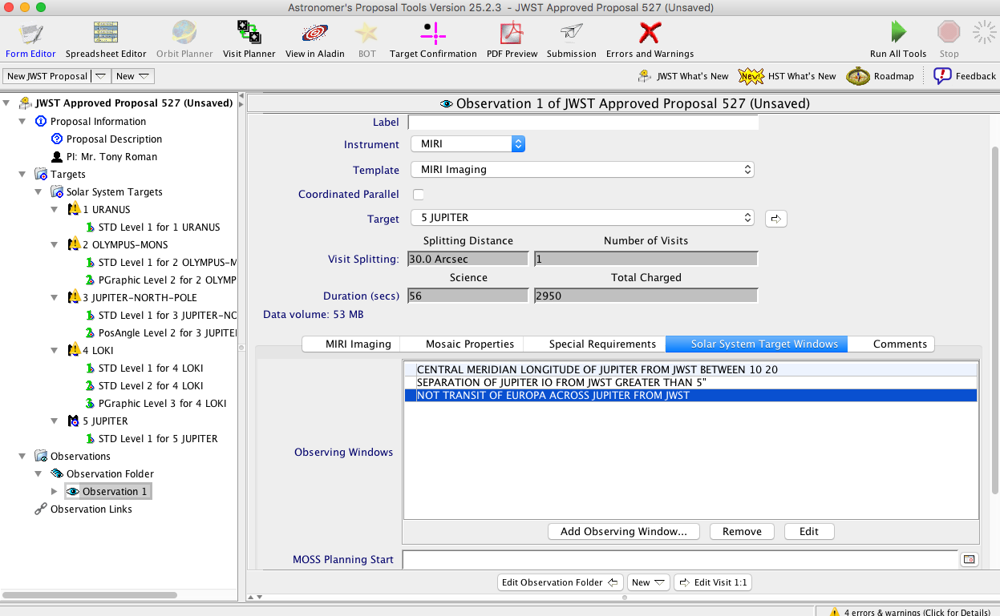 Astronomer's Proposal Tools Version 25.2.3 - JWST Approved Proposal 527 (Unsaved)
Form Editor Spreadsheet Editor Orbit Planner Visit Planner View in Aladin BOT Target Confirmation PDF Preview Submission Errors and Warnings Run All Tools Stop
New JWST Proposal New JWST What's New New! HST What's New Roadmap Feedback
JWST Approved Proposal 527 (Unsaved)
Proposal Information
Proposal Description
PI: Mr. Tony Roman
Targets
Solar System Targets
1 URANUS
STD Level 1 for 1 URANUS
2 OLYMPUS-MONS
STD Level 1 for 2 OLYMPUS-M
PGraphic Level 2 for 2 OLYMP
3 JUPITER-NORTH-POLE
STD Level 1 for 3 JUPITER-NO
PosAngle Level 2 for 3 JUPITE
4 LOKI
STD Level 1 for 4 LOKI
STD Level 2 for 4 LOKI
PGraphic Level 3 for 4 LOKI
5 JUPITER
STD Level 1 for 5 JUPITER
Observations
Observation Folder
Observation 1
Observation Links
Observation 1 of JWST Approved Proposal 527 (Unsaved)
Label
Instrument MIRI
Template MIRI Imaging
Coordinated Parallel
Target 5 JUPITER
Splitting Distance Number of Visits
Visit Splitting: 30.0 Arcsec 1
Science Total Charged
Duration (secs) 56 2950
Data volume: 53 MB
MIRI Imaging Mosaic Properties Special Requirements Solar System Target Windows Comments
CENTRAL MERIDIAN LONGITUDE OF JUPITER FROM JWST BETWEEN 10 20
SEPARATION OF JUPITER IO FROM JWST GREATER THAN 5"
NOT TRANSIT OF EUROPA ACROSS JUPITER FROM JWST
Observing Windows
Add Observing Window... Remove Edit
MOSS Planning Start
Edit Observation Folder New Edit Visit 1:1
4 errors & warnings (Click for Details)